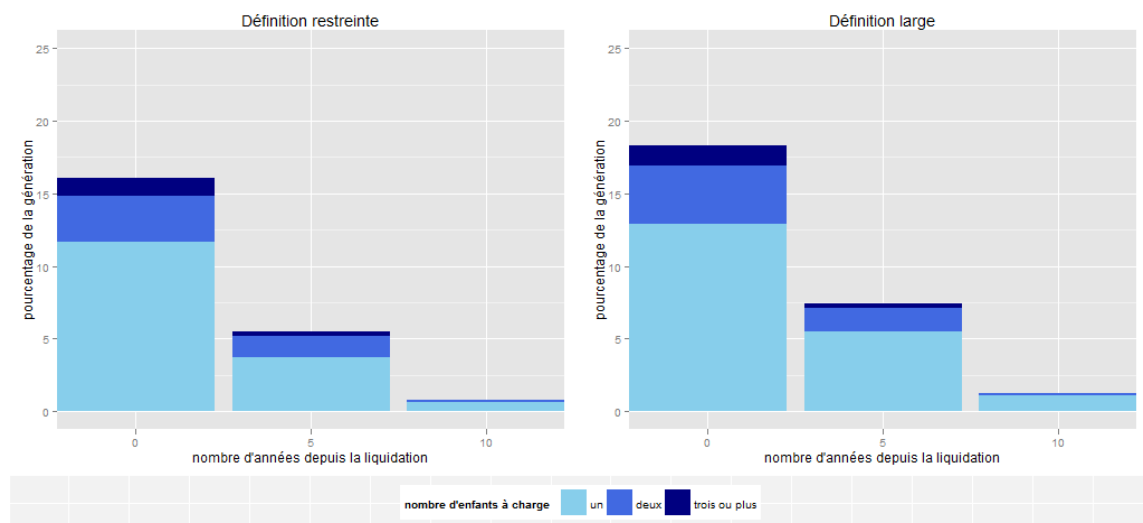 Définition restreinte
25
20
15
10
5
0
pourcentage de la génération
0 5 10
nombre d'années depuis la liquidation
Définition large
25
20
15
10
5
0
pourcentage de la génération
0 5 10
nombre d'années depuis la liquidation
nombre d'enfants à charge un deux trois ou plus